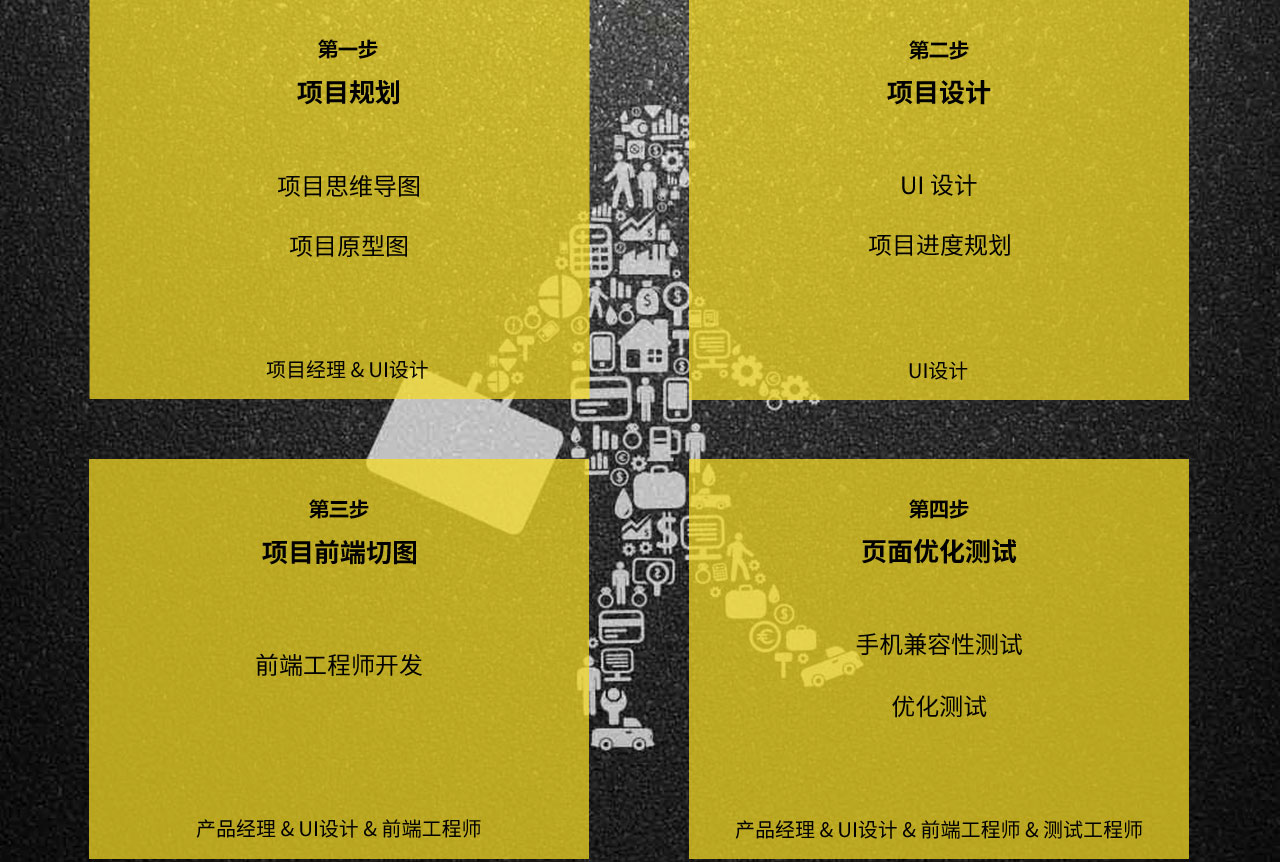 第一步
项目规划
项目思维导图
项目原型图
项目经理 & UI设计
第二步
项目设计
UI 设计
项目进度规划
UI设计
第三步
项目前端切图
前端工程师开发
产品经理 & UI设计 & 前端工程师
第四步
页面优化测试
手机兼容性测试
优化测试
产品经理 & UI设计 & 前端工程师 & 测试工程师